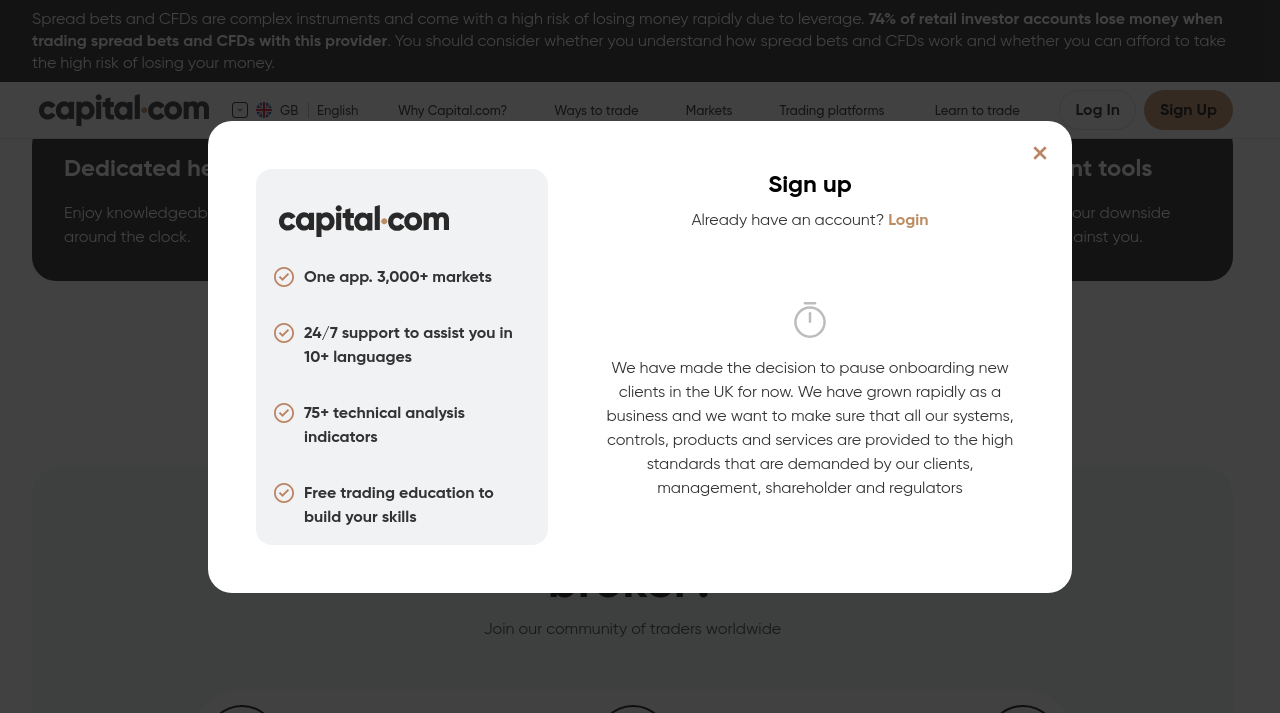 Spread bets and CFDs are complex instruments and come with a high risk of losing money rapidly due to leverage. 74% of retail investor accounts lose money when
trading spread bets and CFDs with this provider. You should consider whether you understand how spread bets and CFDs work and whether you can afford to take
the high risk of losing your money.
capital.com GB English Why Capital.com? Ways to trade Markets Trading platforms Learn to trade Log In Sign Up
Dedicated he
Enjoy knowledgeab
around the clock.
nt tools
our downside
ainst you.
capital.com
One app. 3,000+ markets
24/7 support to assist you in
10+ languages
75+ technical analysis
indicators
Free trading education to
build your skills
Sign up
Already have an account? Login
We have made the decision to pause onboarding new
clients in the UK for now. We have grown rapidly as a
business and we want to make sure that all our systems,
controls, products and services are provided to the high
standards that are demanded by our clients,
management, shareholder and regulators
broker?
Join our community of traders worldwide